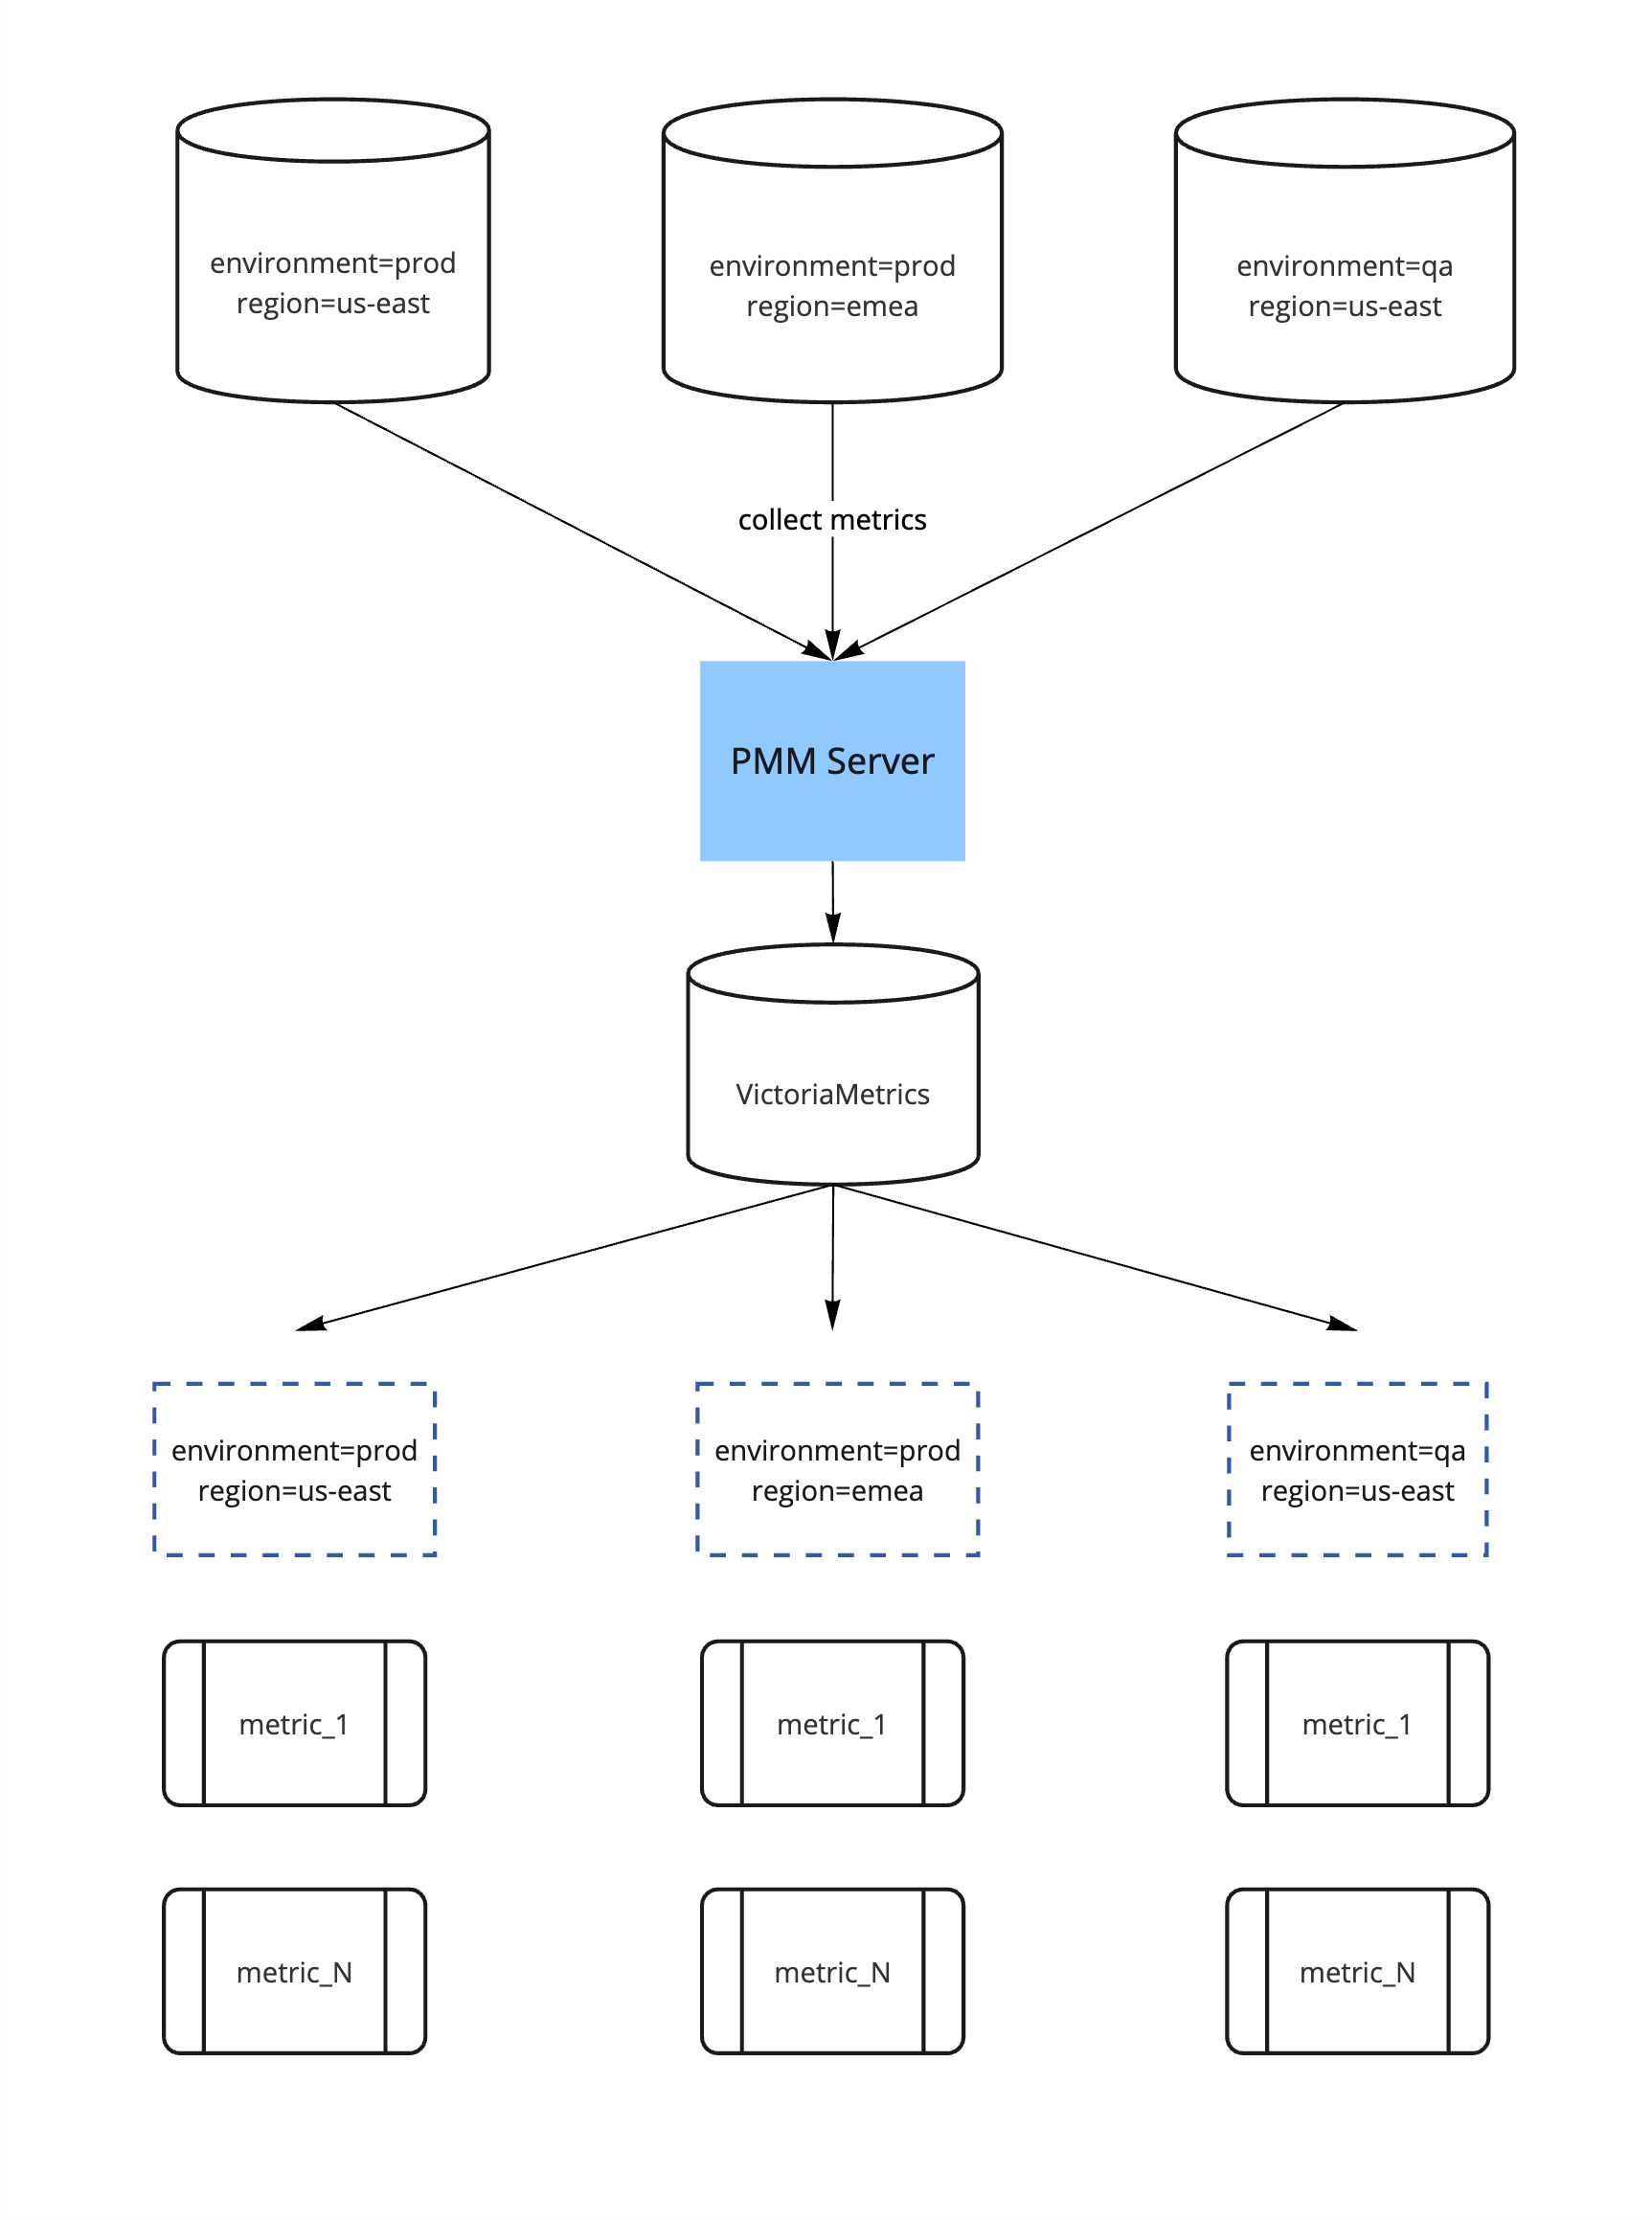 environment=prod
region=us-east
environment=prod
region=emea
environment=qa
region=us-east
collect metrics
PMM Server
VictoriaMetrics
environment=prod
region=us-east
environment=prod
region=emea
environment=qa
region=us-east
metric_1
metric_1
metric_1
metric_N
metric_N
metric_N